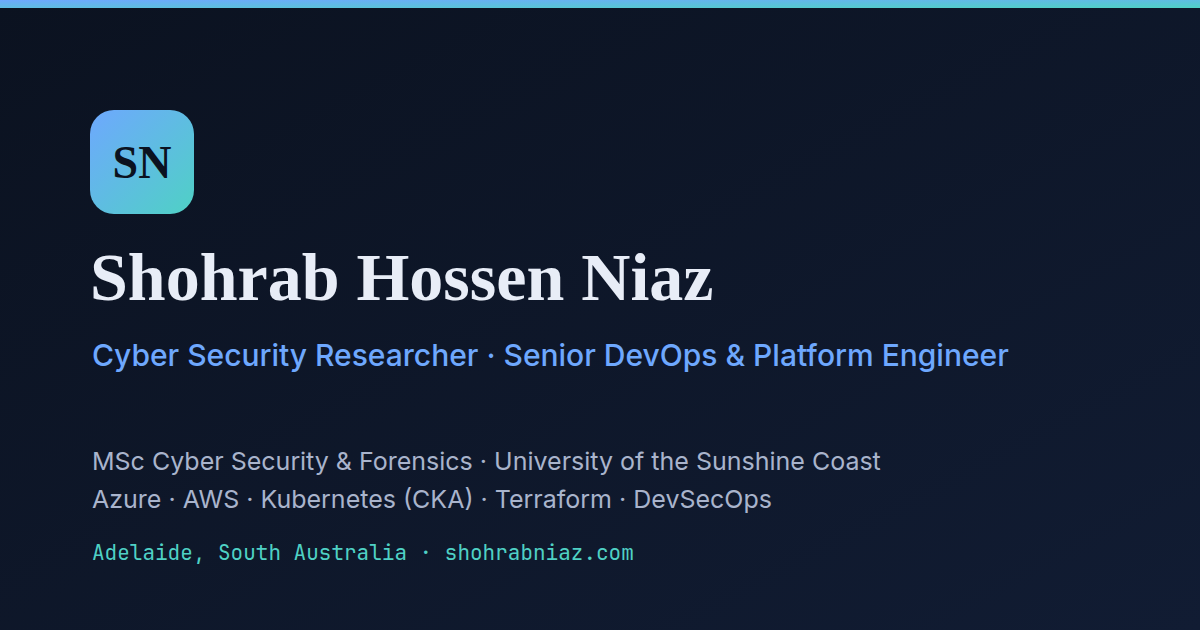 SN
Shohrab Hossen Niaz
Cyber Security Researcher · Senior DevOps & Platform Engineer
MSc Cyber Security & Forensics · University of the Sunshine Coast
Azure · AWS · Kubernetes (CKA) · Terraform · DevSecOps
Adelaide, South Australia · shohrabniaz.com